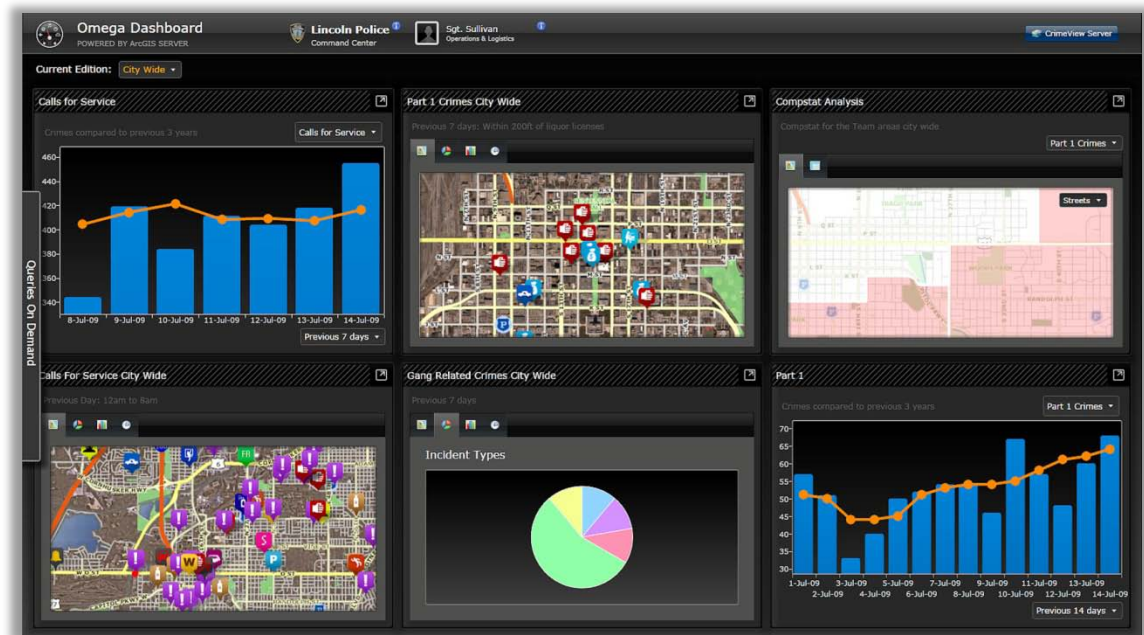 Omega Dashboard
POWERED BY ArcGIS SERVER
Lincoln Police
Command Center
Sgt. Sullivan
Operations & Logistics
CrimeView Server
Current Edition: City Wide
Queries On Demand
Calls for Service
Crimes compared to previous 3 years
Calls for Service
460
440
420
400
380
360
340
8-Jul-09 9-Jul-09 10-Jul-09 11-Jul-09 12-Jul-09 13-Jul-09 14-Jul-09
Previous 7 days
Part 1 Crimes City Wide
Previous 7 days: Within 200ft of liquor licenses
Compstat Analysis
Compstat for the Team areas city wide
Part 1 Crimes
Streets
RANDOLPH ST
Calls For Service City Wide
Previous Day: 12am to 8am
FR
S
W
P
Gang Related Crimes City Wide
Previous 7 days
Incident Types
Part 1
Crimes compared to previous 3 years
Part 1 Crimes
70
65
60
55
50
45
40
35
30
1-Jul-09 3-Jul-09 5-Jul-09 7-Jul-09 9-Jul-09 11-Jul-09 13-Jul-09
2-Jul-09 4-Jul-09 6-Jul-09 8-Jul-09 10-Jul-09 12-Jul-09 14-Jul-09
Previous 14 days